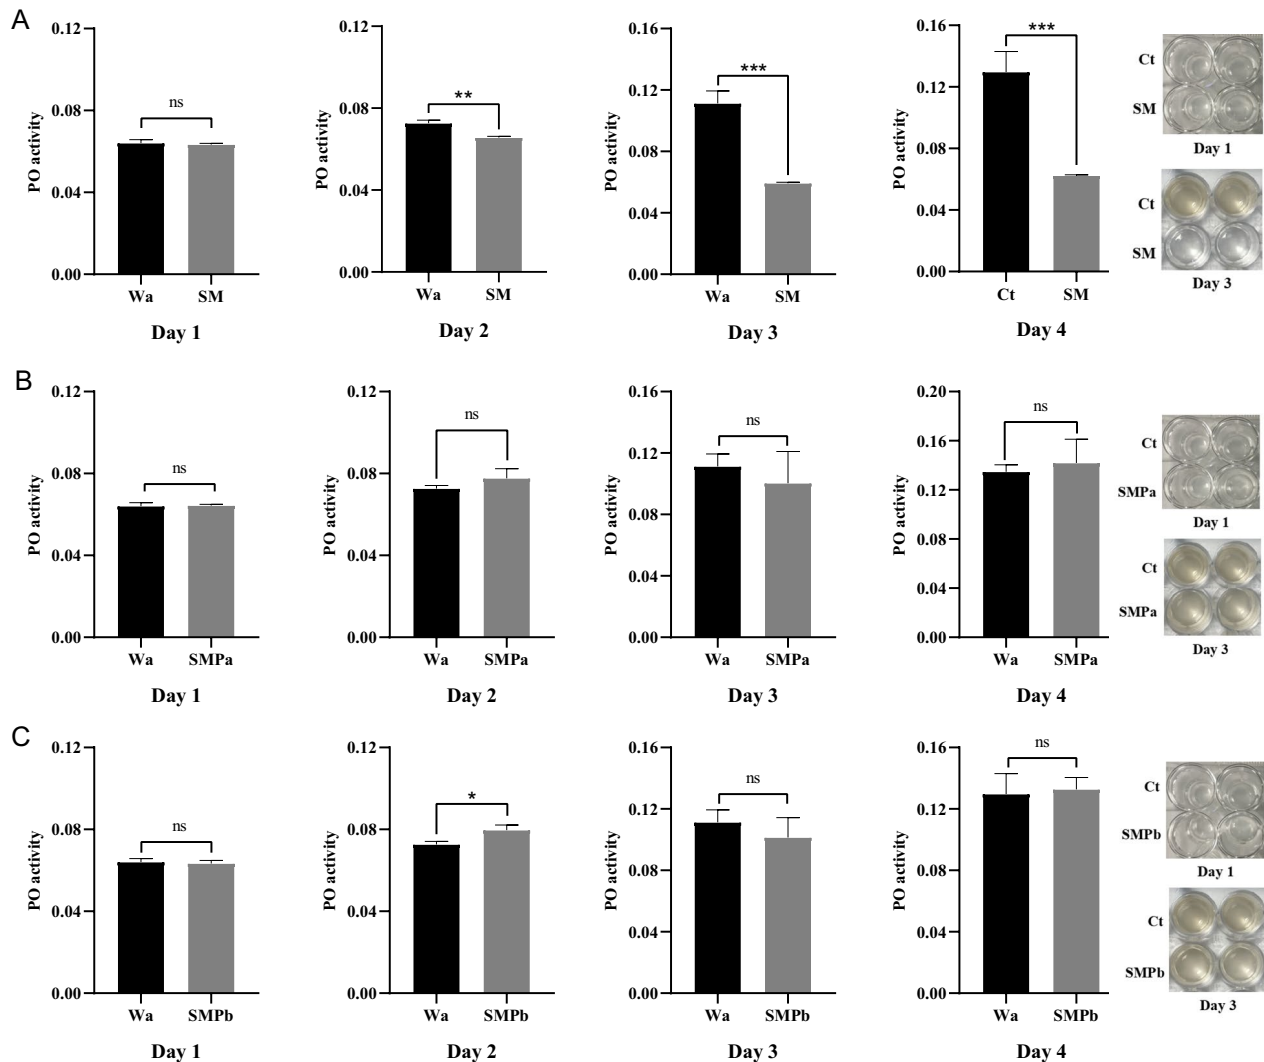 A
PO activity
0.12
0.08
0.04
0.00
ns
Wa SM
Day 1
PO activity
0.12
0.08
0.04
0.00
**
Wa SM
Day 2
PO activity
0.16
0.12
0.08
0.04
0.00
***
Wa SM
Day 3
PO activity
0.16
0.12
0.08
0.04
0.00
***
Ct SM
Day 4
Ct
SM
Day 1
Ct
SM
Day 3
B
PO activity
0.12
0.08
0.04
0.00
ns
Wa SMPa
Day 1
PO activity
0.12
0.08
0.04
0.00
ns
Wa SMPa
Day 2
PO activity
0.16
0.12
0.08
0.04
0.00
ns
Wa SMPa
Day 3
PO activity
0.20
0.16
0.12
0.08
0.04
0.00
ns
Wa SMPa
Day 4
Ct
SMPa
Day 1
Ct
SMPa
Day 3
C
PO activity
0.12
0.08
0.04
0.00
ns
Wa SMPb
Day 1
PO activity
0.12
0.08
0.04
0.00
*
Wa SMPb
Day 2
PO activity
0.16
0.12
0.08
0.04
0.00
ns
Wa SMPb
Day 3
PO activity
0.16
0.12
0.08
0.04
0.00
ns
Wa SMPb
Day 4
Ct
SMPb
Day 1
Ct
SMPb
Day 3